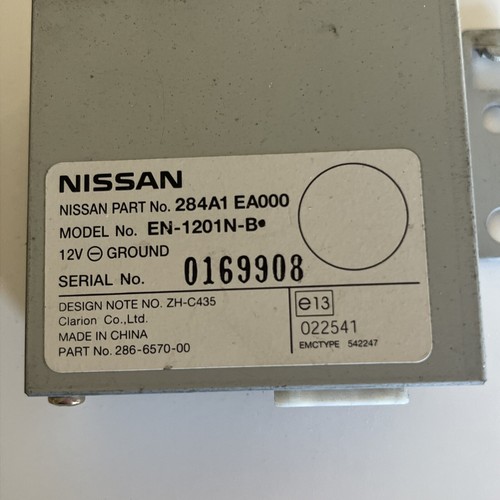 NISSAN
NISSAN PART No. 284A1 EA000
MODEL No. EN-1201N-B•
12V ⊖ GROUND
SERIAL No. 0169908
DESIGN NOTE NO. ZH-C435
Clarion Co.,Ltd.
MADE IN CHINA
PART No. 286-6570-00
e13
022541
EMCTYPE 542247